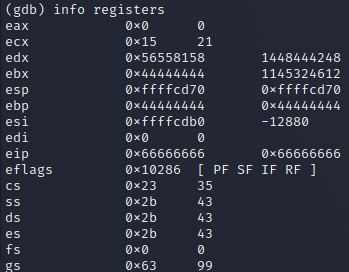 (gdb) info registers
eax 0×0 0
ecx 0×15 21
edx 0×56558158 1448444248
ebx 0×44444444 1145324612
esp 0×ffffcd70 0×ffffcd70
ebp 0×44444444 0×44444444
esi 0×ffffcdb0 -12880
edi 0×0 0
eip 0×66666666 0×66666666
eflags 0×10286 [ PF SF IF RF ]
cs 0×23 35
ss 0×2b 43
ds 0×2b 43
es 0×2b 43
fs 0×0 0
gs 0×63 99